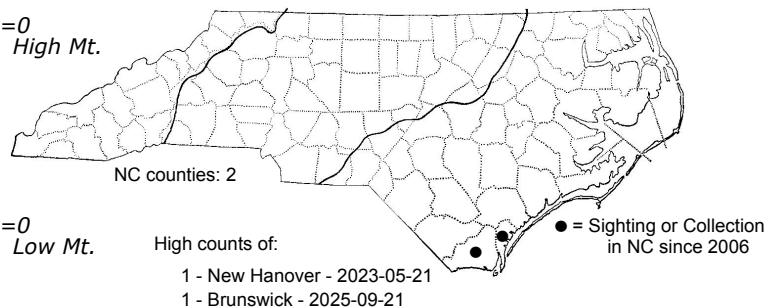 =0
High Mt.
NC counties: 2
=0
Low Mt.
High counts of:
1 - New Hanover - 2023-05-21
1 - Brunswick - 2025-09-21
● = Sighting or Collection
in NC since 2006